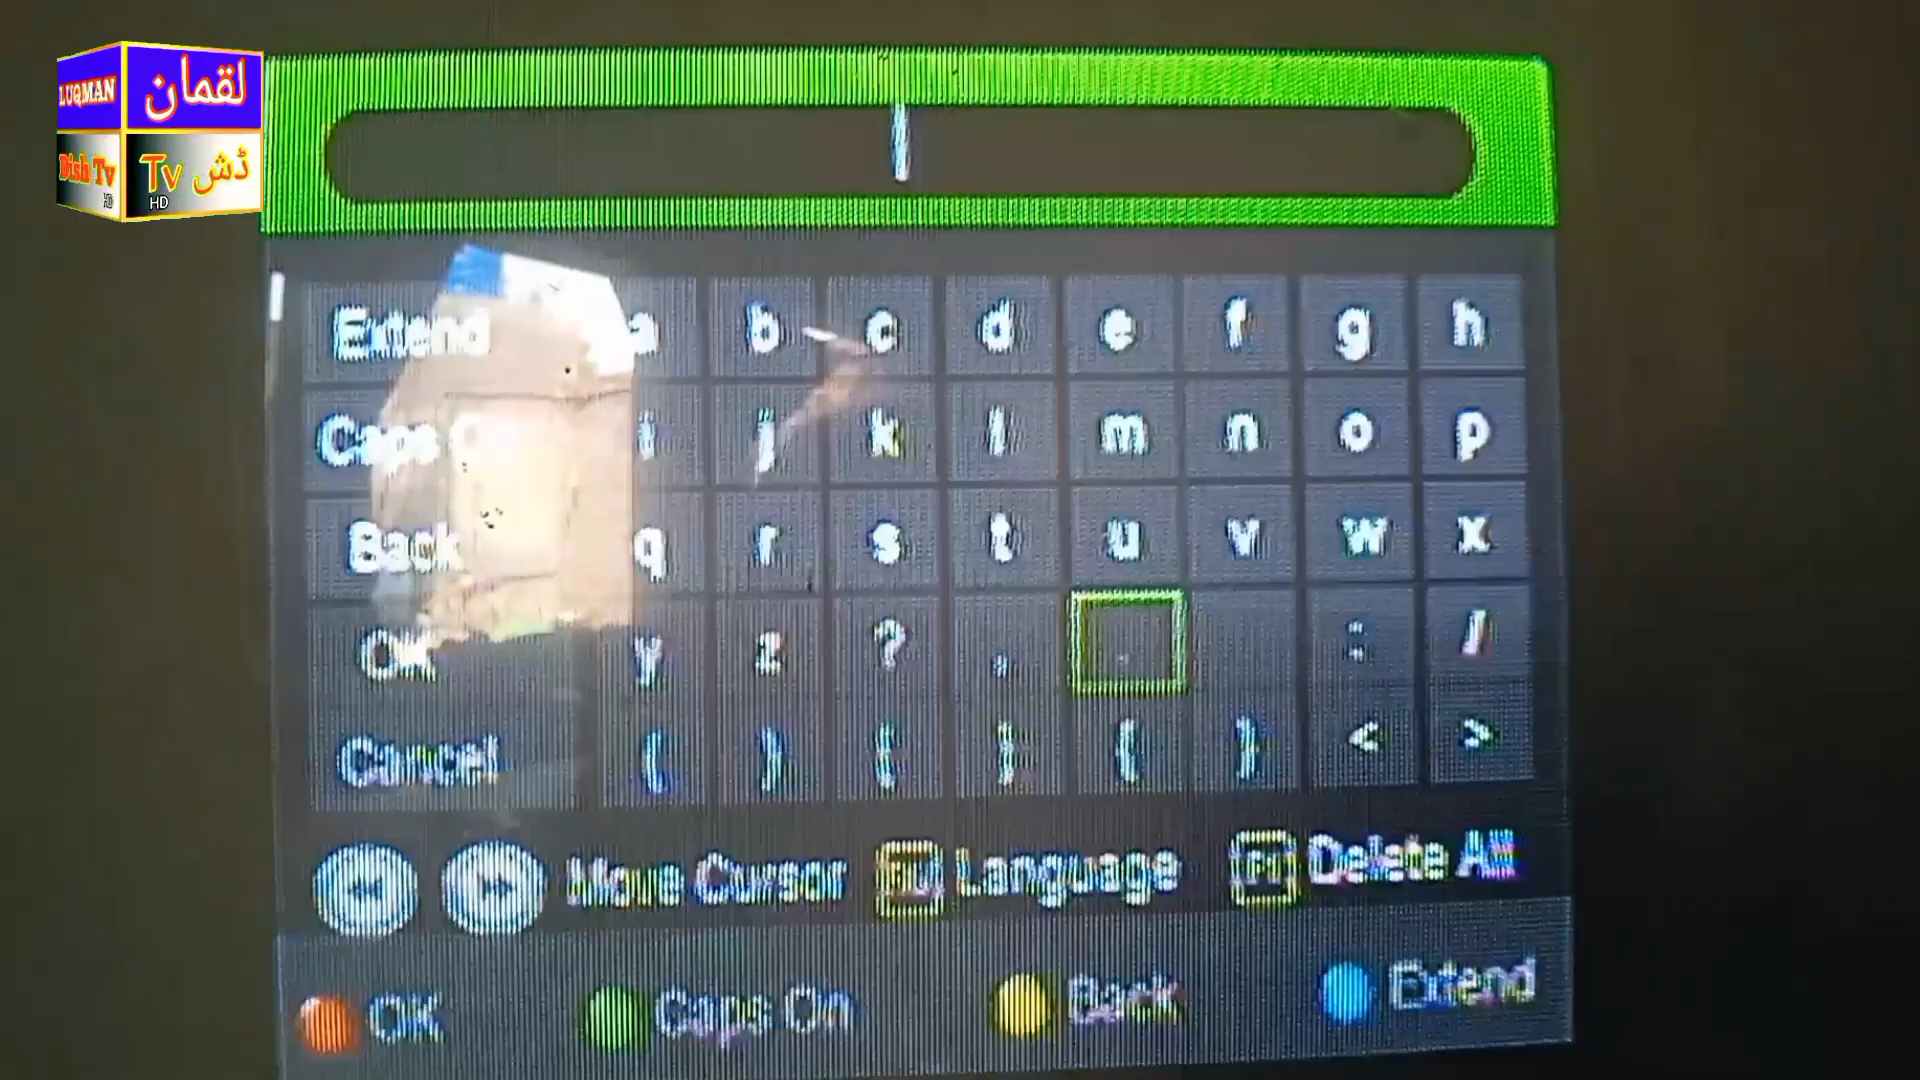 LUQMAN لقمان
Dish Tv ڈش Tv
HD HD
Extend a b c d e f g h
Caps i j k l m n o p
Back q r s t u v w x
OK y z ? , . : /
Cancel < >
Move Cursor Language Delete All
OK Caps On Back Extend